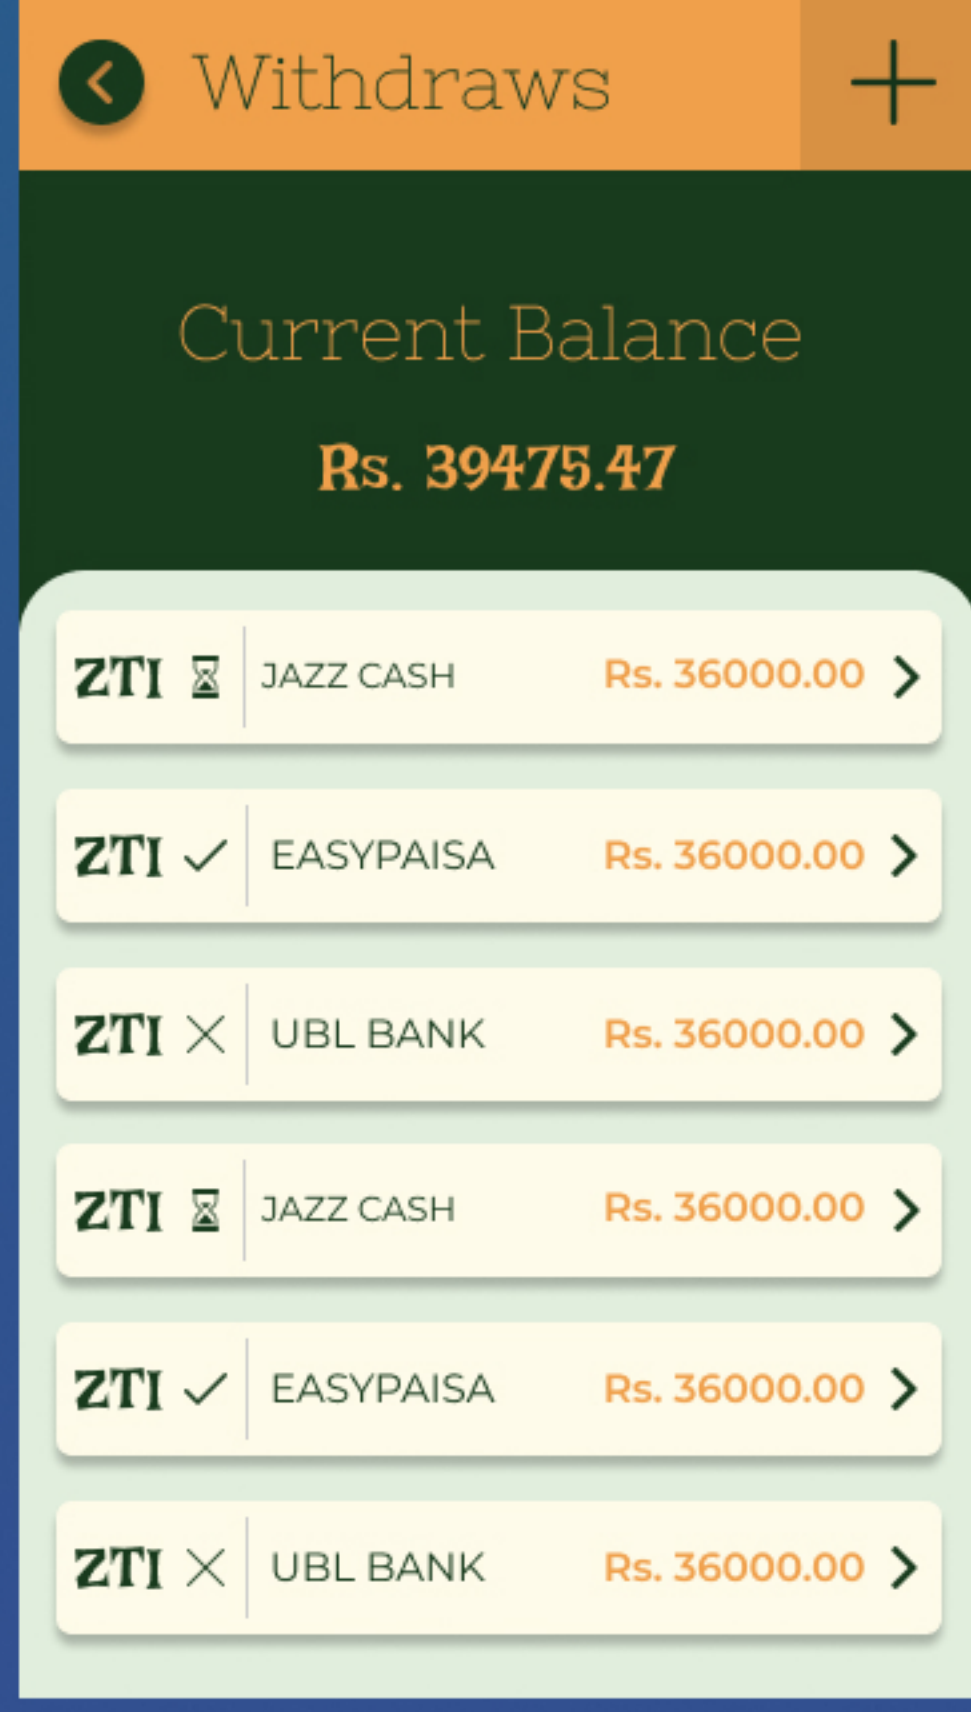 Withdraws
Current Balance
Rs. 39475.47
ZTI JAZZ CASH Rs. 36000.00
ZTI EASYPAISA Rs. 36000.00
ZTI UBL BANK Rs. 36000.00
ZTI JAZZ CASH Rs. 36000.00
ZTI EASYPAISA Rs. 36000.00
ZTI UBL BANK Rs. 36000.00